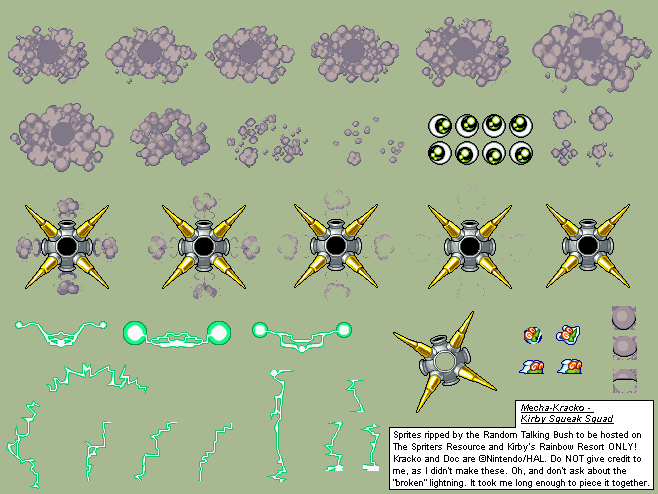 Mecha-Kracko -
Kirby Squeak Squad
Sprites ripped by the Random Talking Bush to be hosted on
The Spriters Resource and Kirby's Rainbow Resort ONLY!
Kracko and Doc are ©Nintendo/HAL. Do NOT give credit to
me, as I didn't make these. Oh, and don't ask about the
"broken" lightning. It took me long enough to piece it together.